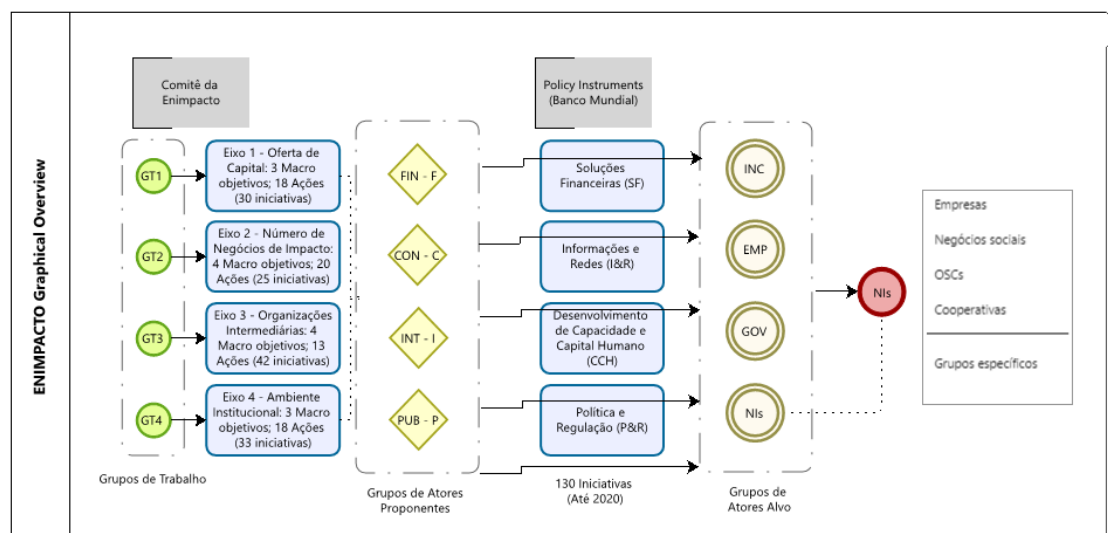 ENIMPACTO Graphical Overview
Comitê da
Enimpacto
Policy Instruments
(Banco Mundial)
GT1
Eixo 1 - Oferta de
Capital: 3 Macro
objetivos; 18 Ações
(30 iniciativas)
FIN - F
Soluções
Financeiras (SF)
INC
GT2
Eixo 2 - Número de
Negócios de Impacto:
4 Macro objetivos; 20
Ações (25 iniciativas)
CON - C
Informações e
Redes (I&R)
EMP
GT3
Eixo 3 - Organizações
Intermediárias: 4
Macro objetivos; 13
Ações (42 iniciativas)
INT - I
Desenvolvimento
de Capacidade e
Capital Humano
(CCH)
GOV
GT4
Eixo 4 - Ambiente
Institucional: 3 Macro
objetivos; 18 Ações
(33 iniciativas)
PUB - P
Política e
Regulação (P&R)
NIs
NIs
Empresas
Negócios sociais
OSCs
Cooperativas
Grupos específicos
Grupos de Trabalho
Grupos de Atores
Proponentes
130 Iniciativas
(Até 2020)
Grupos de
Atores Alvo